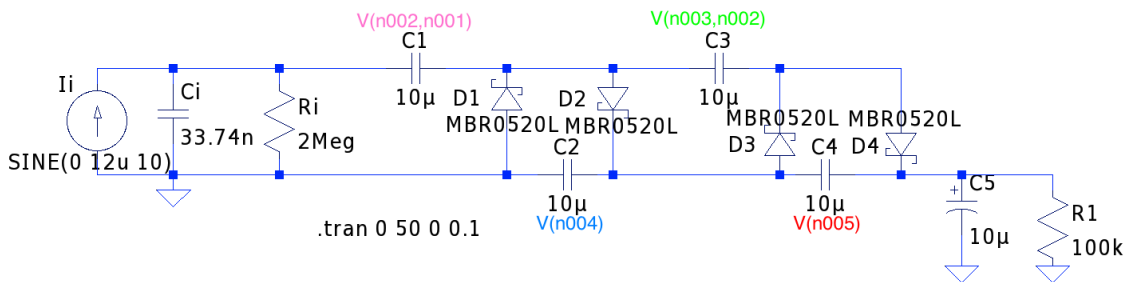 V(n002,n001)
V(n003,n002)
C1
C3
Ii
Ci
10µ
D1
D2
10µ
MBR0520L
MBR0520L
Ri
MBR0520L
MBR0520L
33.74n
2Meg
C2
D3
C4
D4
SINE(0 12u 10)
C5
10µ
10µ
+
R1
.tran 0 50 0 0.1
V(n004)
V(n005)
10µ
100k